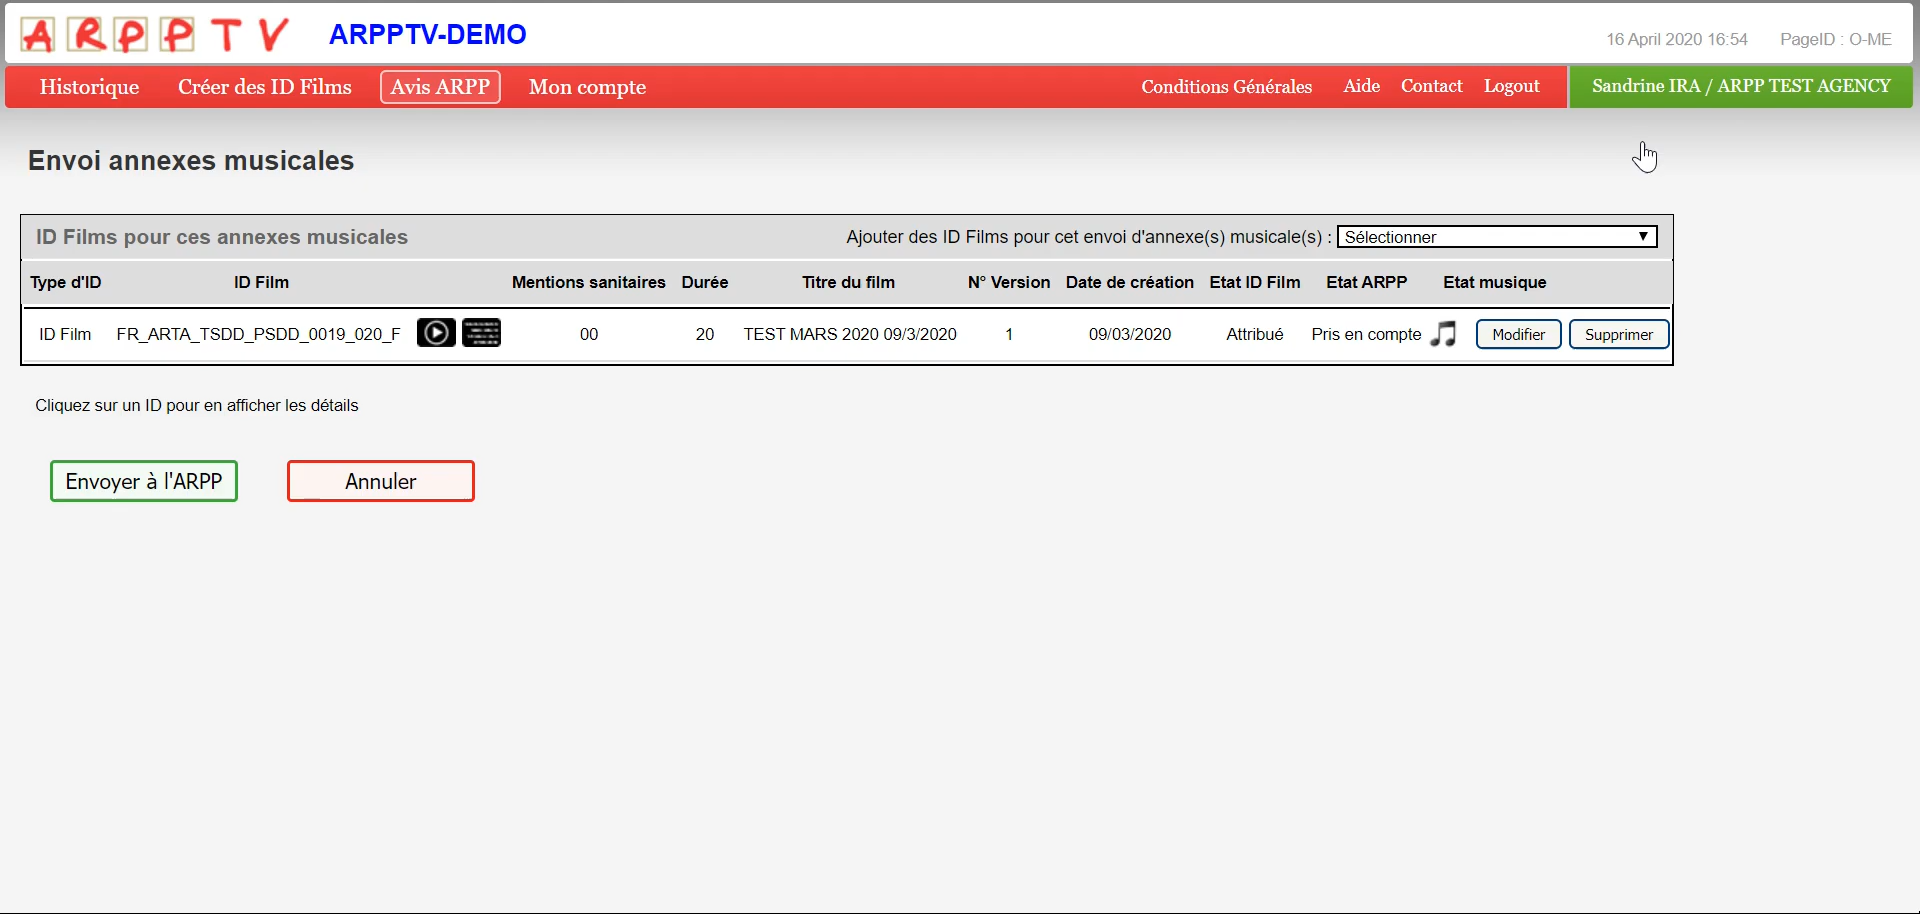 ARPPTV ARPPTV-DEMO
16 April 2020 16:54 PageID : O-ME
Historique Créer des ID Films Avis ARPP Mon compte Conditions Générales Aide Contact Logout Sandrine IRA / ARPP TEST AGENCY
Envoi annexes musicales
ID Films pour ces annexes musicales Ajouter des ID Films pour cet envoi d'annexe(s) musicale(s) : Sélectionner
Type d'ID ID Film Mentions sanitaires Durée Titre du film N° Version Date de création Etat ID Film Etat ARPP Etat musique
ID Film FR_ARTA_TSDD_PSDD_0019_020_F 00 20 TEST MARS 2020 09/3/2020 1 09/03/2020 Attribué Pris en compte Modifier Supprimer
Cliquez sur un ID pour en afficher les détails
Envoyer à l'ARPP Annuler